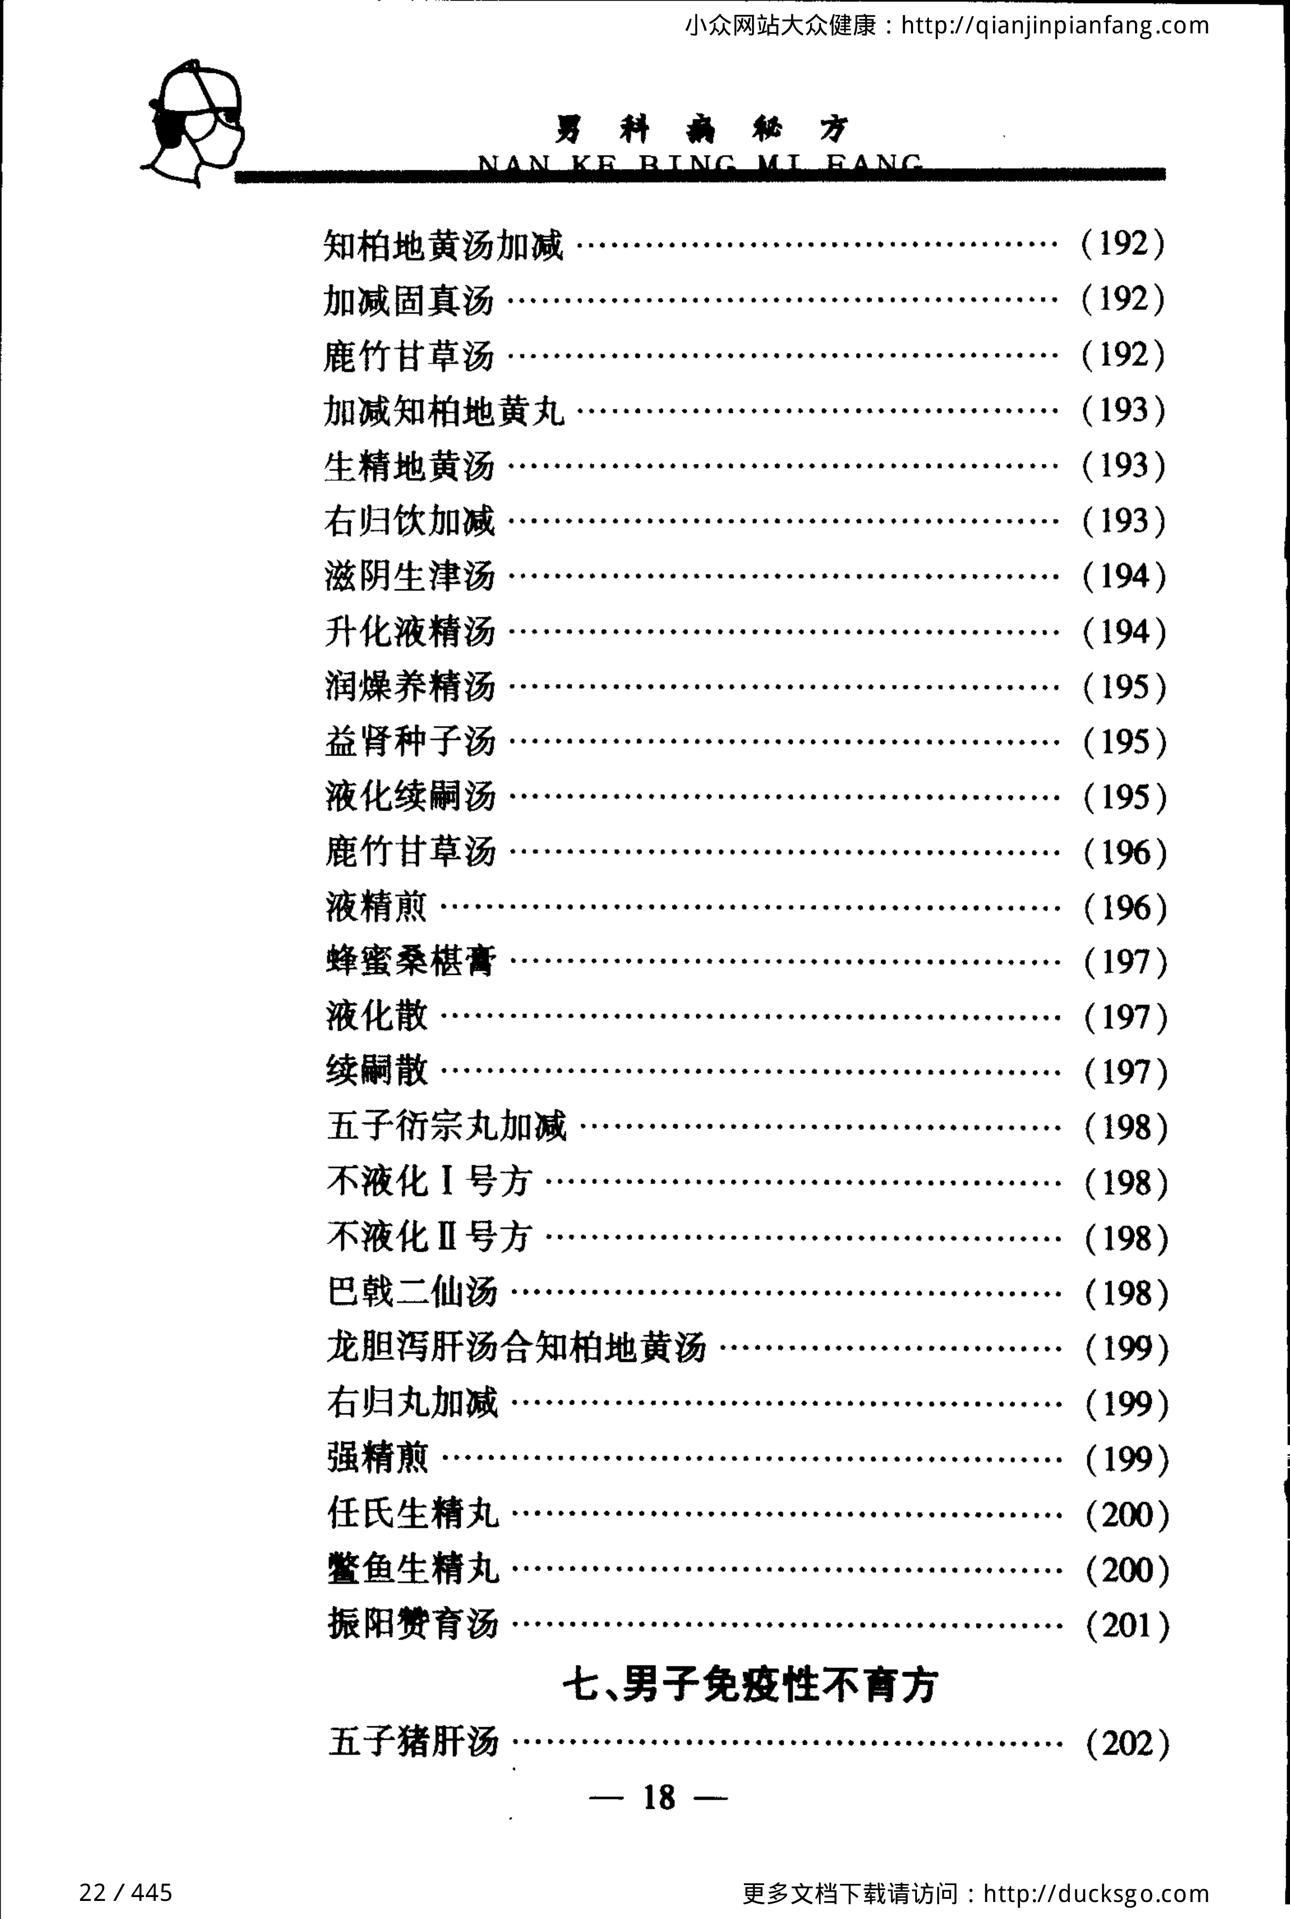 小众网站大众健康：http://qianjinpianfang.com
男科病秘方
NAN KE BING MI FANG
知柏地黄汤加减 ………………………………… (192)
加减固真汤 ………………………………… (192)
鹿竹甘草汤 ………………………………… (192)
加减知柏地黄丸 ………………………………… (193)
生精地黄汤 ………………………………… (193)
右归饮加减 ………………………………… (193)
滋阴生津汤 ………………………………… (194)
升化液精汤 ………………………………… (194)
润燥养精汤 ………………………………… (195)
益肾种子汤 ………………………………… (195)
液化续嗣汤 ………………………………… (195)
鹿竹甘草汤 ………………………………… (196)
液精煎 ………………………………… (196)
蜂蜜桑椹膏 ………………………………… (197)
液化散 ………………………………… (197)
续嗣散 ………………………………… (197)
五子衍宗丸加减 ………………………………… (198)
不液化Ⅰ号方 ………………………………… (198)
不液化Ⅱ号方 ………………………………… (198)
巴戟二仙汤 ………………………………… (198)
龙胆泻肝汤合知柏地黄汤 ………………………… (199)
右归丸加减 ………………………………… (199)
强精煎 ………………………………… (199)
任氏生精丸 ………………………………… (200)
鳖鱼生精丸 ………………………………… (200)
振阳赞育汤 ………………………………… (201)
七、男子免疫性不育方
五子猪肝汤 ………………………………… (202)
— 18 —
22 / 445
更多文档下载请访问：http://ducksgo.com